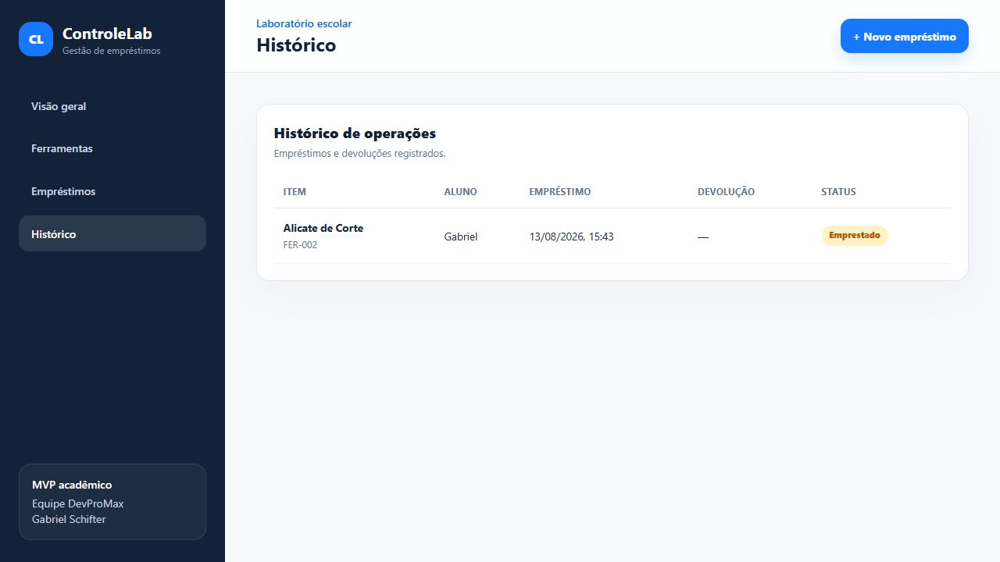 CL
ControleLab
Gestão de empréstimos
Visão geral
Ferramentas
Empréstimos
Histórico
MVP acadêmico
Equipe DevProMax
Gabriel Schifter
Laboratório escolar
Histórico
+ Novo empréstimo
Histórico de operações
Empréstimos e devoluções registrados.
ITEM ALUNO EMPRÉSTIMO DEVOLUÇÃO STATUS
Alicate de Corte
FER-002
Gabriel 13/08/2026, 15:43 — Emprestado